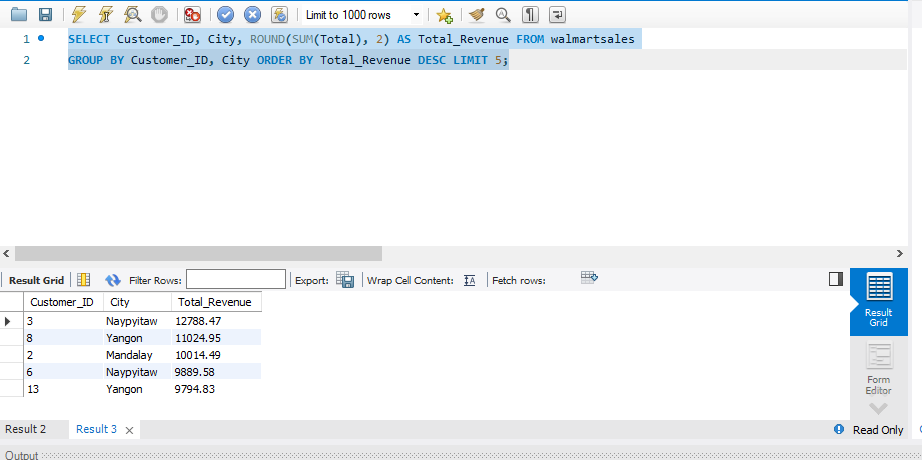 Limit to 1000 rows
1 SELECT Customer_ID, City, ROUND(SUM(Total), 2) AS Total_Revenue FROM walmartsales
2 GROUP BY Customer_ID, City ORDER BY Total_Revenue DESC LIMIT 5;
Result Grid Filter Rows: Export: Wrap Cell Content: Fetch rows:
Customer_ID City Total_Revenue
3 Naypyitaw 12788.47
8 Yangon 11024.95
2 Mandalay 10014.49
6 Naypyitaw 9889.58
13 Yangon 9794.83
Result
Grid
Form
Editor
Result 2 Result 3 Read Only
Output